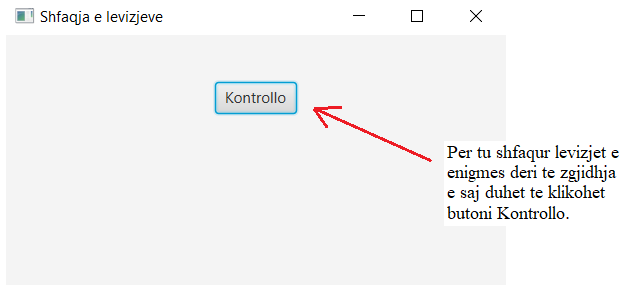 Shfaqja e levizjeve
Kontrollo
Per tu shfaqur levizjet e
enigmes deri te zgjidhja
e saj duhet te klikohet
butoni Kontrollo.